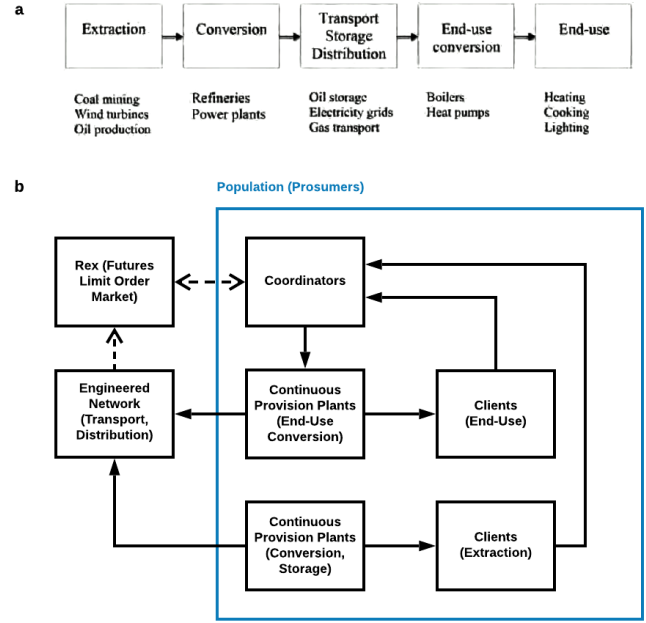 a
Extraction
Conversion
Transport
Storage
Distribution
End-use
conversion
End-use
Coal mining
Wind turbines
Oil production
Refineries
Power plants
Oil storage
Electricity grids
Gas transport
Boilers
Heat pumps
Heating
Cooking
Lighting
b
Population (Prosumers)
Rex (Futures
Limit Order
Market)
Coordinators
Engineered
Network
(Transport,
Distribution)
Continuous
Provision Plants
(End-Use
Conversion)
Clients
(End-Use)
Continuous
Provision Plants
(Conversion,
Storage)
Clients
(Extraction)